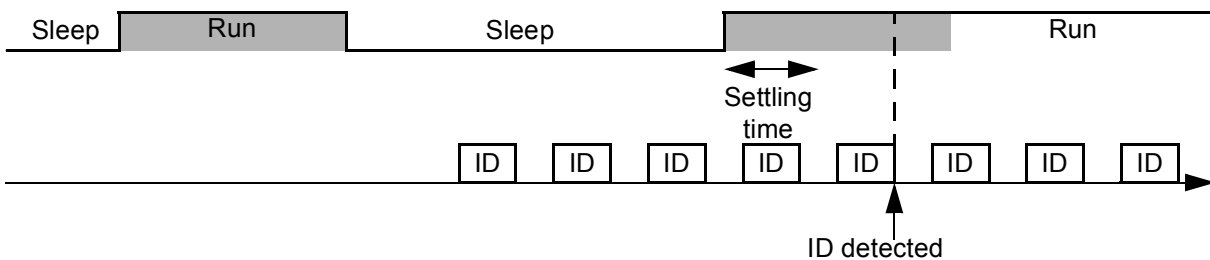 Sleep Run Sleep Run
Settling
time
ID ID ID ID ID ID ID ID
ID detected